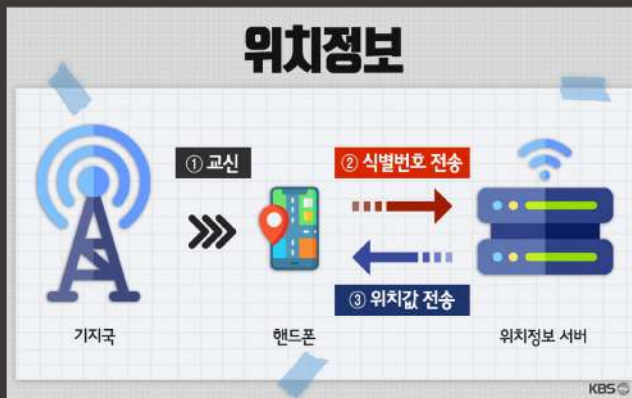 위치정보
① 교신
② 식별번호 전송
③ 위치값 전송
기지국
핸드폰
위치정보 서버
KBS